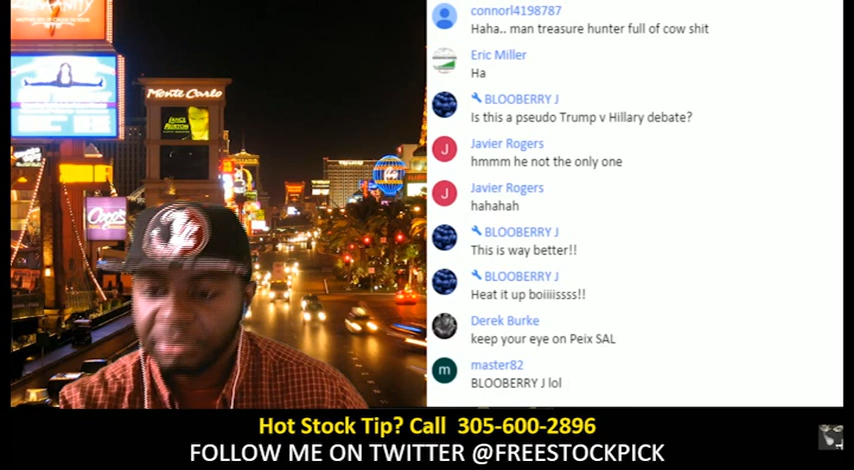 Monte Carlo
connorl4198787
Haha.. man treasure hunter full of cow shit
Eric Miller
Ha
BLOOBERRY J
Is this a pseudo Trump v Hillary debate?
J
Javier Rogers
hmmm he not the only one
J
Javier Rogers
hahahah
BLOOBERRY J
This is way better!!
BLOOBERRY J
Heat it up boiiiissss!!
Derek Burke
keep your eye on Peix SAL
m
master82
BLOOBERRY J lol
Hot Stock Tip? Call 305-600-2896
FOLLOW ME ON TWITTER @FREESTOCKPICK